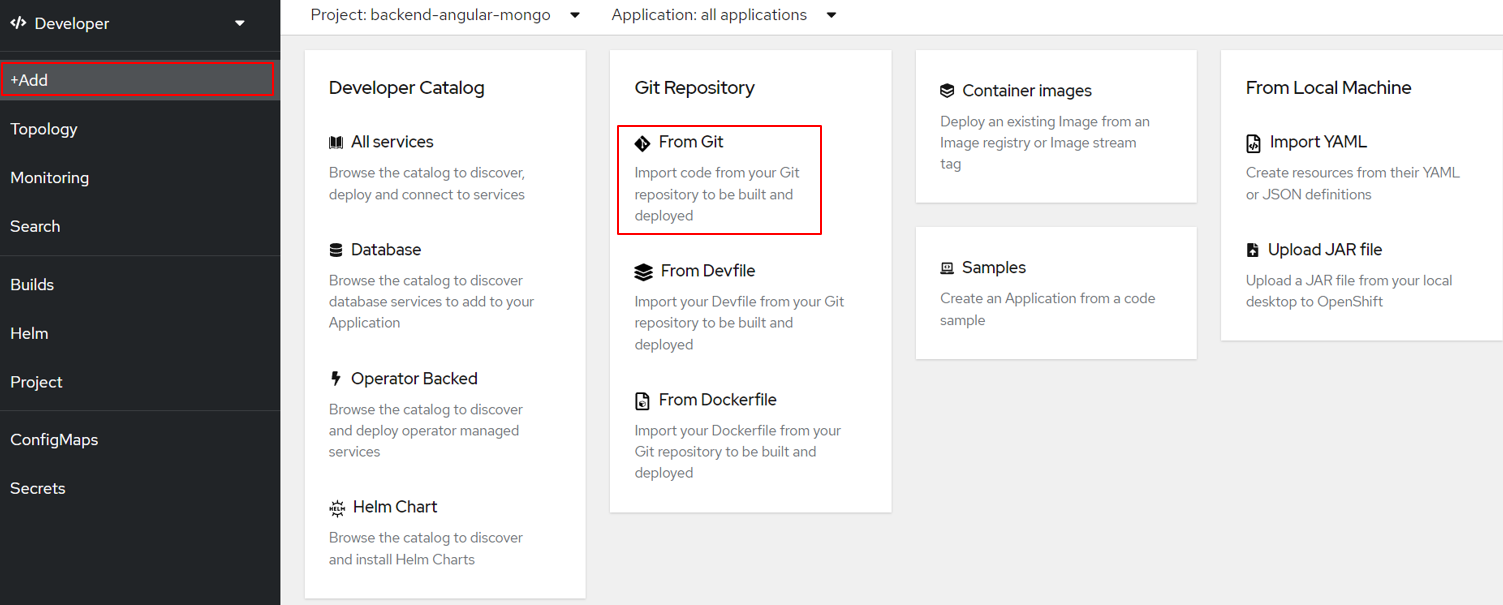 Developer
+Add
Topology
Monitoring
Search
Builds
Helm
Project
ConfigMaps
Secrets
Project: backend-angular-mongo
Application: all applications
Developer Catalog
All services
Browse the catalog to discover,
deploy and connect to services
Database
Browse the catalog to discover
database services to add to your
Application
Operator Backed
Browse the catalog to discover
and deploy operator managed
services
HELM
Helm Chart
Browse the catalog to discover
and install Helm Charts
Git Repository
From Git
Import code from your Git
repository to be built and
deployed
From Devfile
Import your Devfile from your Git
repository to be built and
deployed
From Dockerfile
Import your Dockerfile from your
Git repository to be built and
deployed
Container images
Deploy an existing Image from an
Image registry or Image stream
tag
Samples
Create an Application from a code
sample
From Local Machine
Import YAML
Create resources from their YAML
or JSON definitions
Upload JAR file
Upload a JAR file from your local
desktop to OpenShift